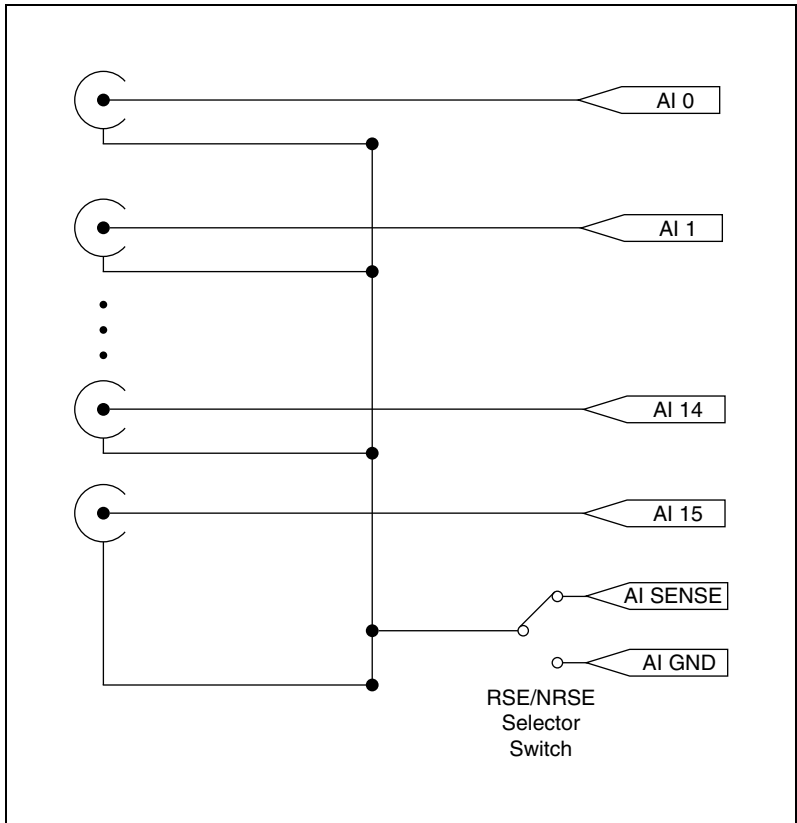 AI 0
AI 1
AI 14
AI 15
AI SENSE
AI GND
RSE/NRSE
Selector
Switch